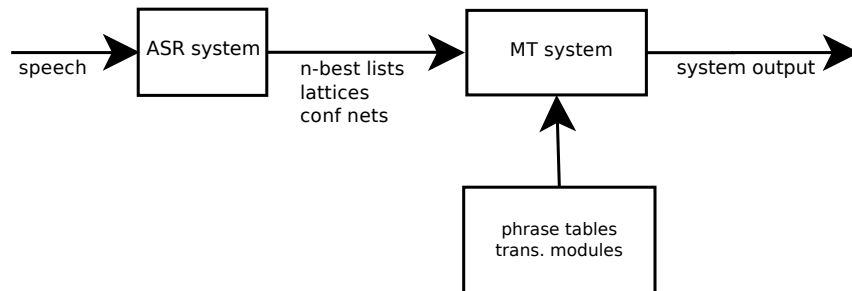 speech
ASR system
n-best lists
lattices
conf nets
MT system
system output
phrase tables
trans. modules